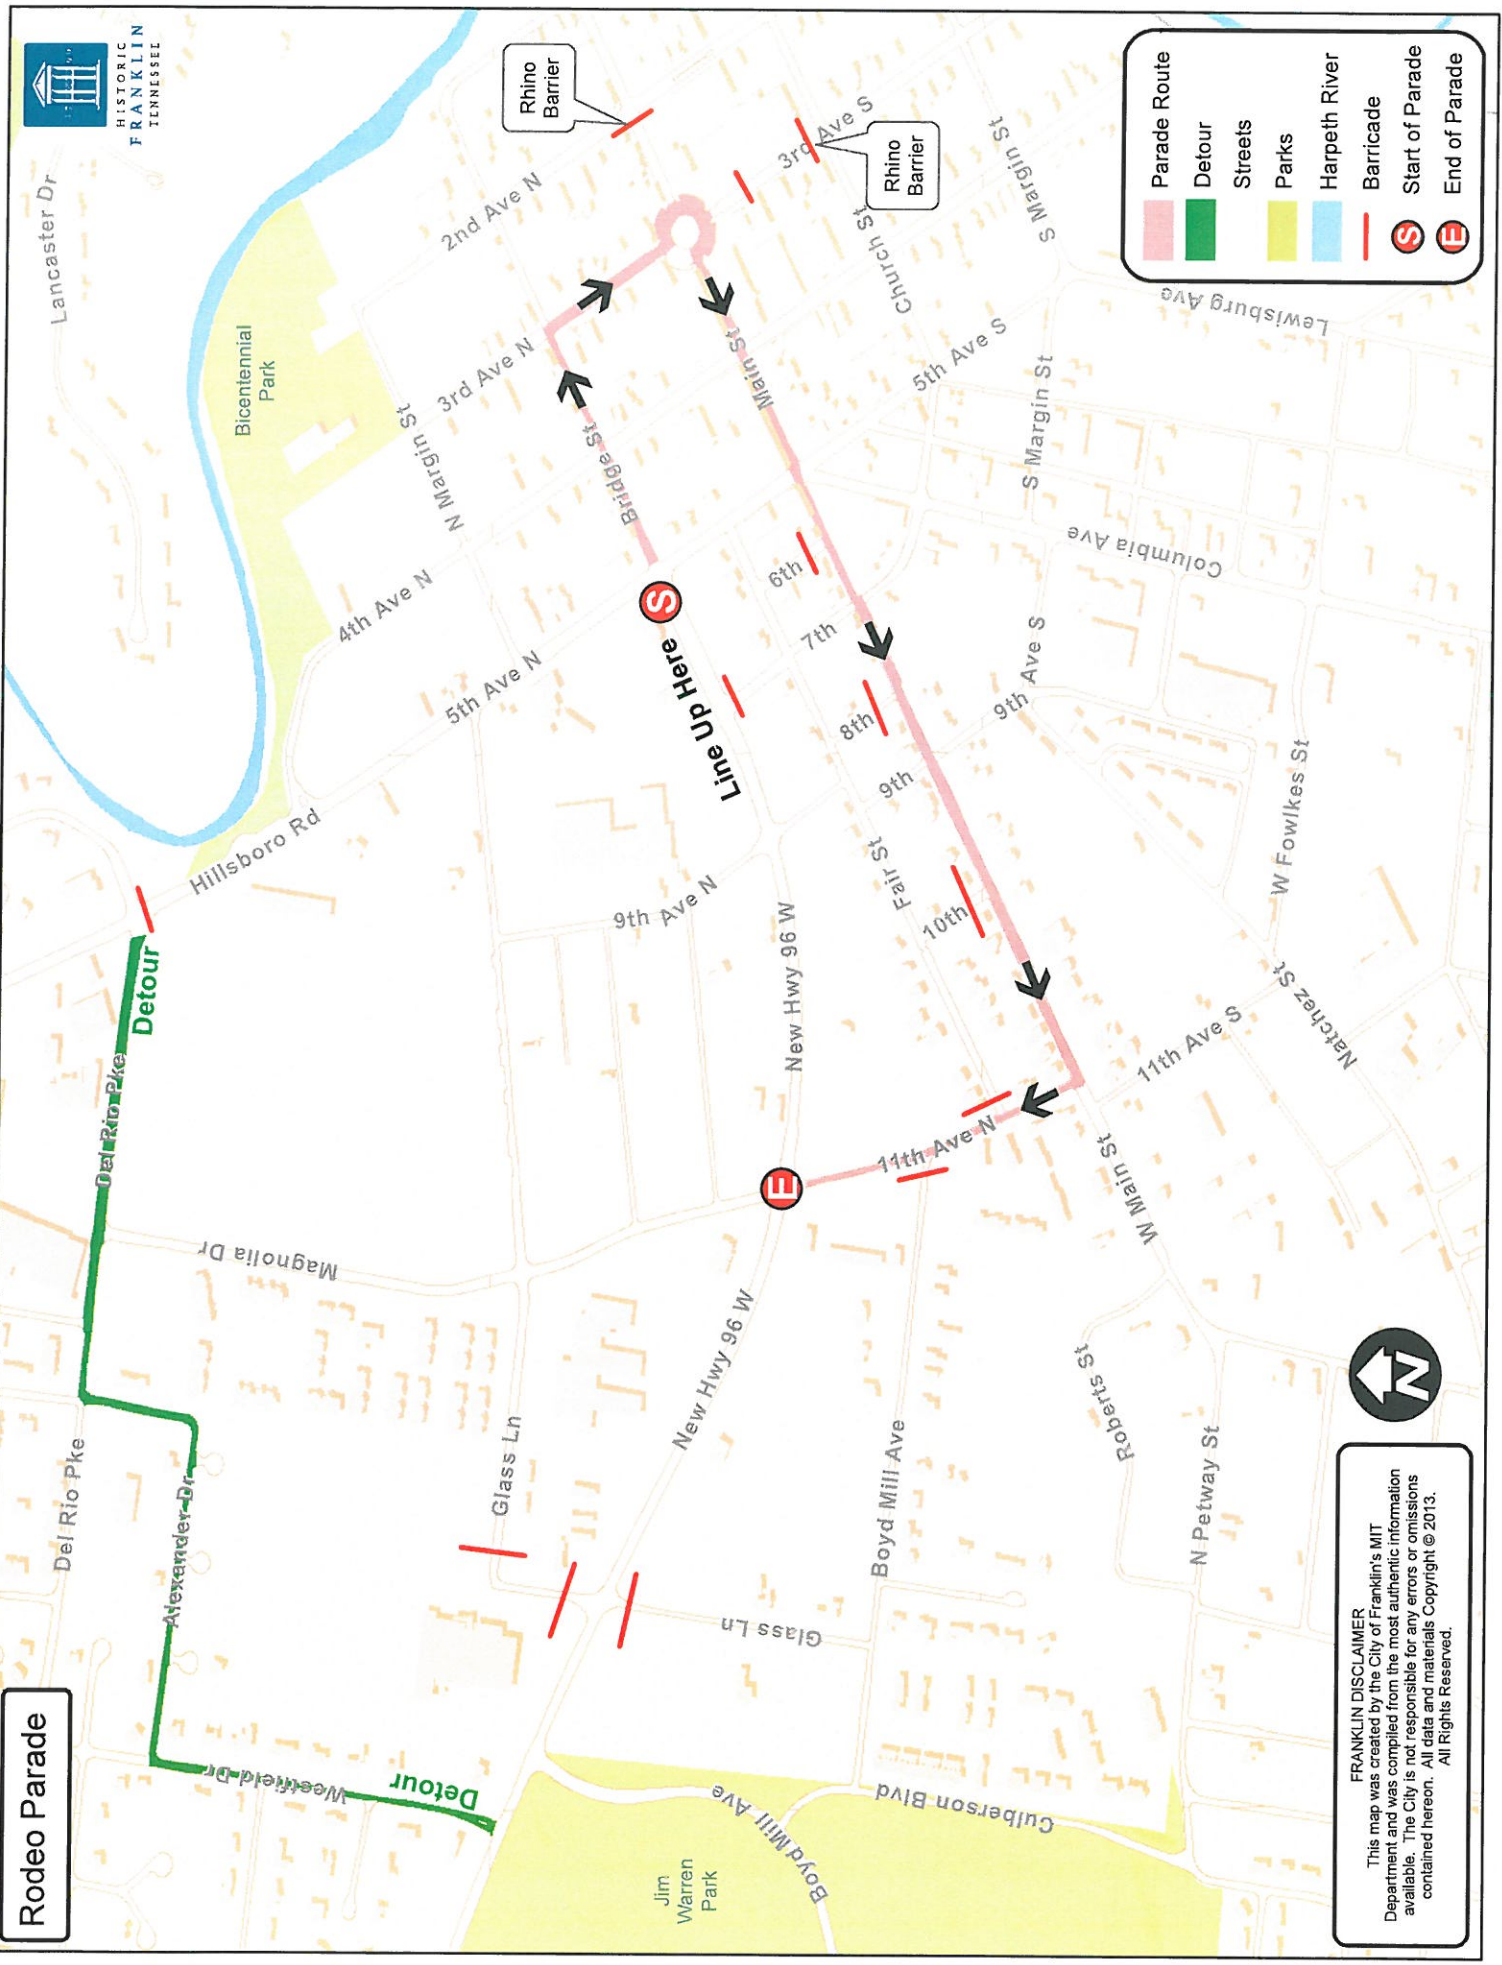 Rodeo Parade
HISTORIC
FRANKLIN
TENNESSEE
Lancaster Dr
Bicentennial
Park
Rhino
Barrier
Rhino
Barrier
2nd Ave N
3rd Ave N
3rd Ave S
N Margin St
4th Ave N
5th Ave N
Bridge St
Main St
Church St
5th Ave S
S Margin St
S Margin St
Lewisburg Ave
Columbia Ave
S
Line Up Here
6th
7th
8th
9th
10th
9th Ave S
Fair St
W Fowlkes St
Natchez St
11th Ave S
11th Ave N
W Main St
E
New Hwy 96 W
New Hwy 96 W
9th Ave N
Hillsboro Rd
Detour
Del Rio Pke
Del Rio Pke
Magnolia Dr
Alexander Dr
Westfield Dr
Detour
Glass Ln
Glass Ln
Boyd Mill Ave
Boyd Mill Ave
Culberson Blvd
Roberts St
N Petway St
Jim
Warren
Park
Parade Route
Detour
Streets
Parks
Harpeth River
Barricade
S Start of Parade
E End of Parade
N
FRANKLIN DISCLAIMER
This map was created by the City of Franklin's MIT
Department and was compiled from the most authentic information
available. The City is not responsible for any errors or omissions
contained hereon. All data and materials Copyright © 2013.
All Rights Reserved.